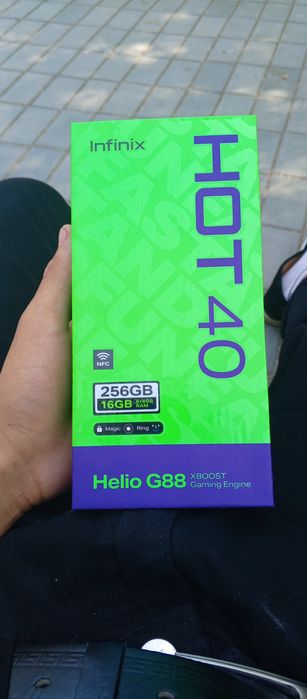 Infinix
HOT 40
NFC
256GB
16GB 8+8GB RAM
Magic Ring
Helio G88 XBOOST
Gaming Engine